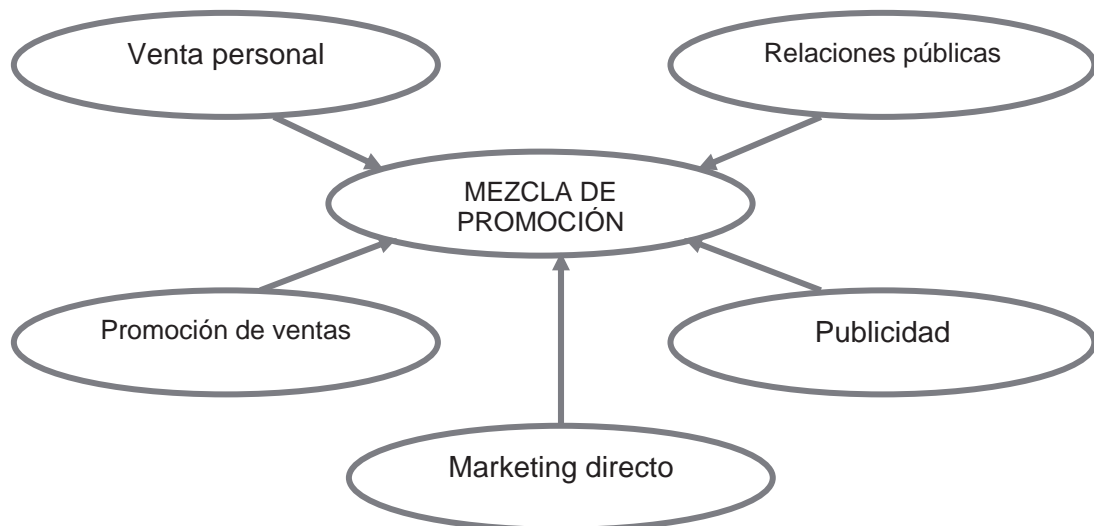 Venta personal
Relaciones públicas
MEZCLA DE
PROMOCIÓN
Promoción de ventas
Publicidad
Marketing directo